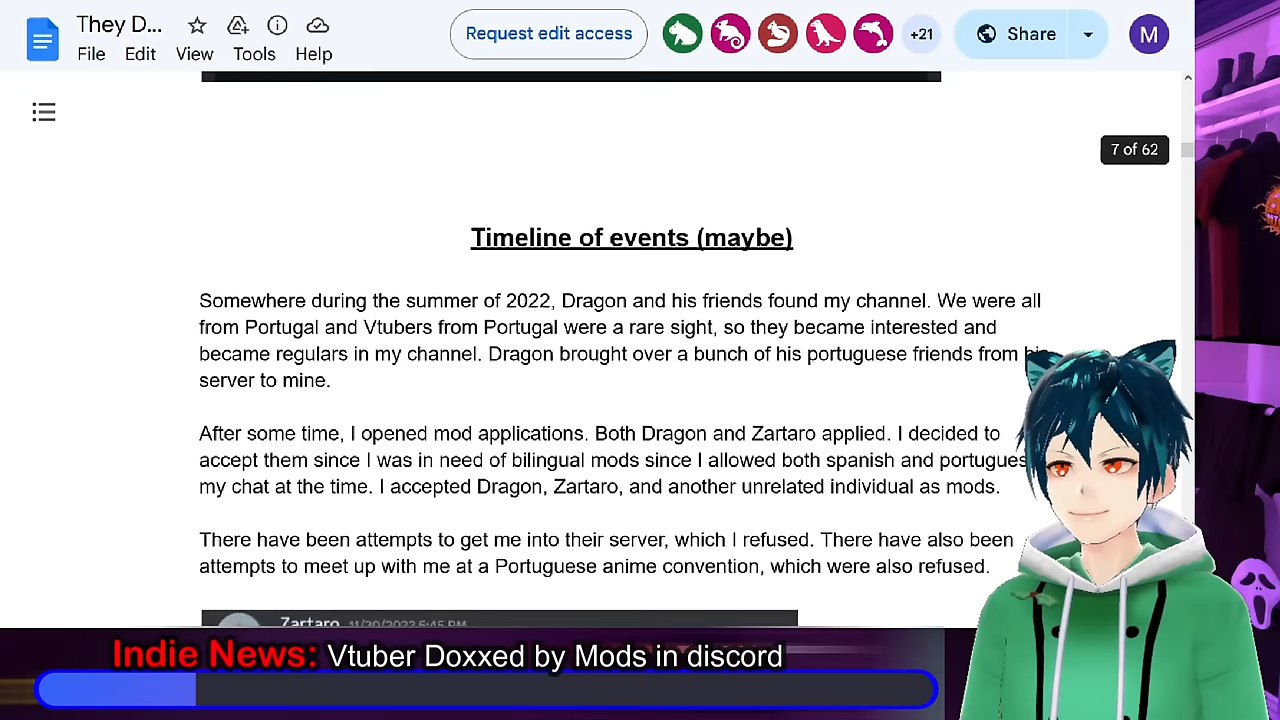 They D...
File Edit View Tools Help
Request edit access
+21
Share
M
7 of 62
Timeline of events (maybe)
Somewhere during the summer of 2022, Dragon and his friends found my channel. We were all
from Portugal and Vtubers from Portugal were a rare sight, so they became interested and
became regulars in my channel. Dragon brought over a bunch of his portuguese friends from
server to mine.
After some time, I opened mod applications. Both Dragon and Zartaro applied. I decided to
accept them since I was in need of bilingual mods since I allowed both spanish and portugues
my chat at the time. I accepted Dragon, Zartaro, and another unrelated individual as mods.
There have been attempts to get me into their server, which I refused. There have also been
attempts to meet up with me at a Portuguese anime convention, which were also refused.
Zartaro 11/20/2022 5:45 PM
Indie News: Vtuber Doxxed by Mods in discord